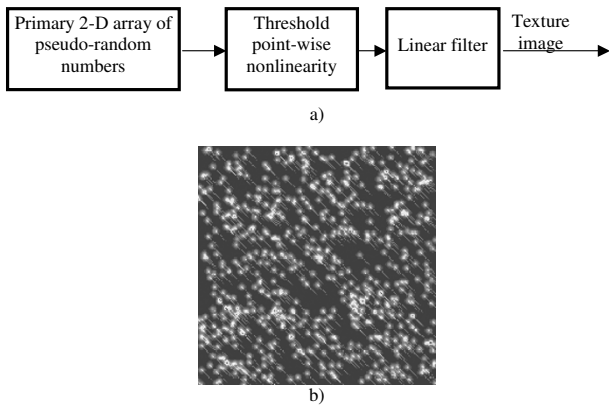 Primary 2-D array of
pseudo-random
numbers
Threshold
point-wise
nonlinearity
Linear filter
Texture
image
a)
b)